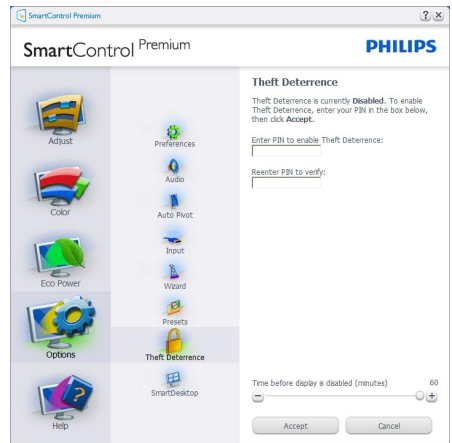 SmartControl Premium
SmartControl Premium
PHILIPS
Adjust
Color
Eco Power
Options
Help
Preferences
Audio
Auto Pivot
Input
Wizard
Presets
Theft Deterrence
SmartDesktop
Theft Deterrence
Theft Deterrence is currently Disabled. To enable
Theft Deterrence, enter your PIN in the box below,
then click Accept.
Enter PIN to enable Theft Deterrence:
Reenter PIN to verify:
Time before display is disabled (minutes) 60
Accept
Cancel